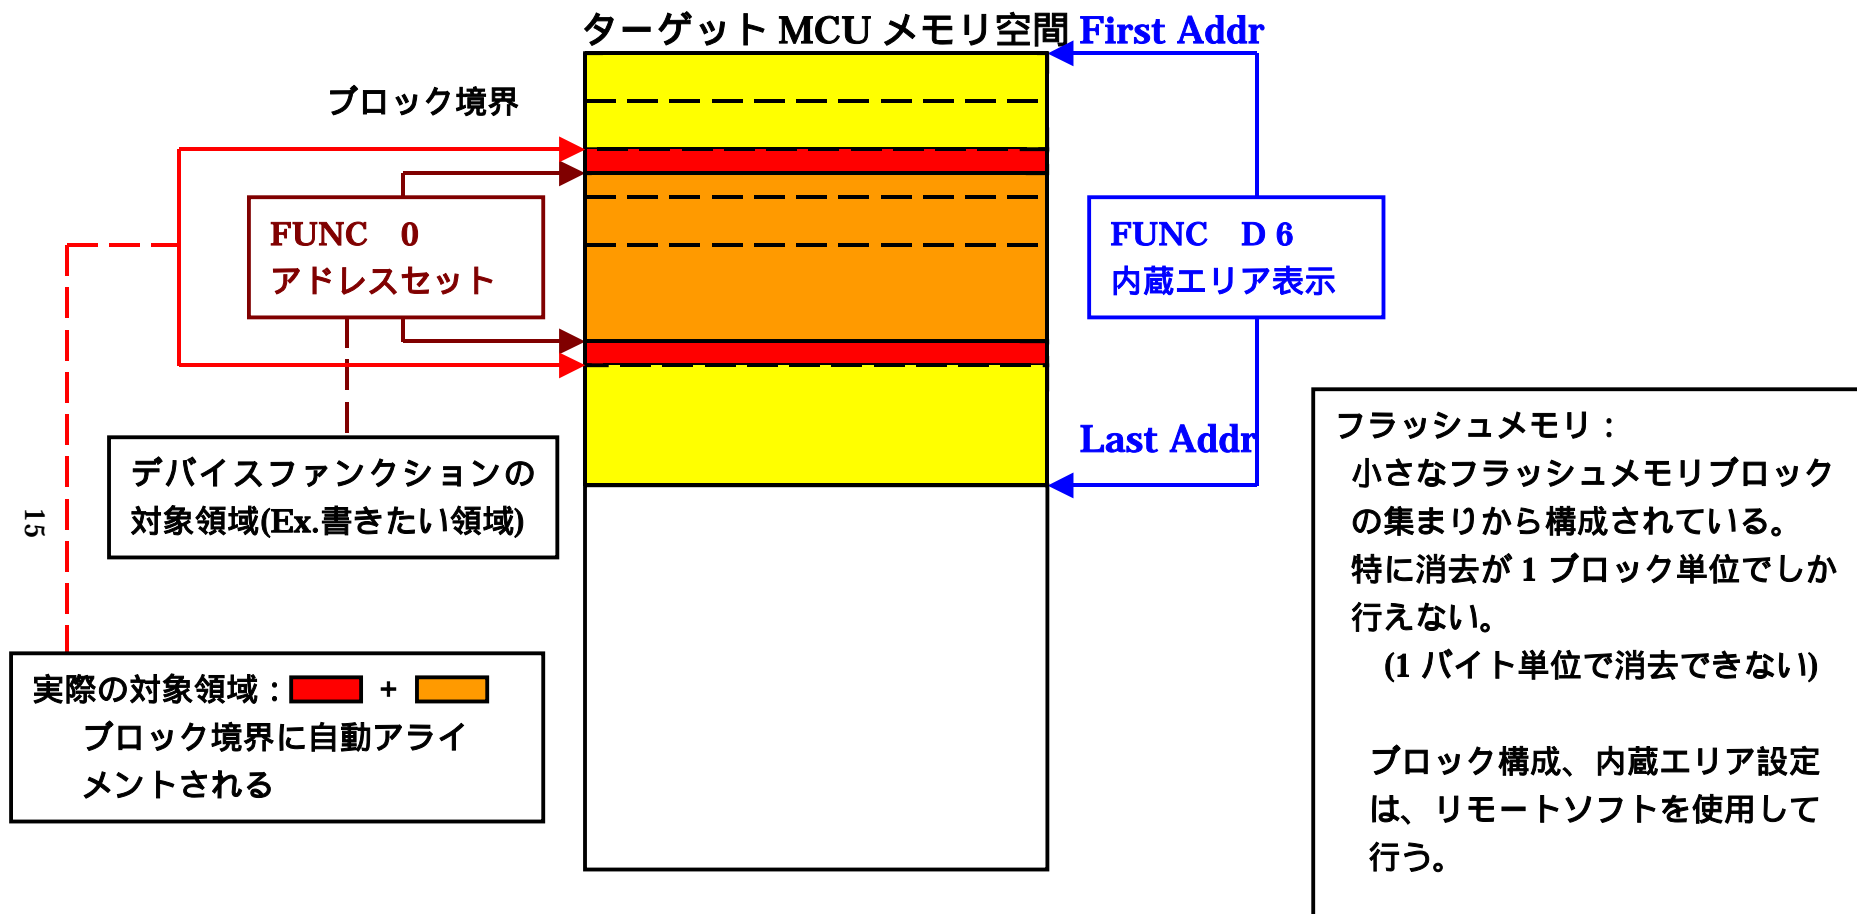 ターゲット MCU メモリ空間
First Addr
ブロック境界
FUNC 0
アドレスセット
FUNC D 6
内蔵エリア表示
Last Addr
デバイスファンクションの
対象領域(Ex.書きたい領域)
15
実際の対象領域： +
ブロック境界に自動アライ
メントされる
フラッシュメモリ：
小さなフラッシュメモリブロック
の集まりから構成されている。
特に消去が 1 ブロック単位でしか
行えない。
(1 バイト単位で消去できない)
ブロック構成、内蔵エリア設定
は、リモートソフトを使用して
行う。